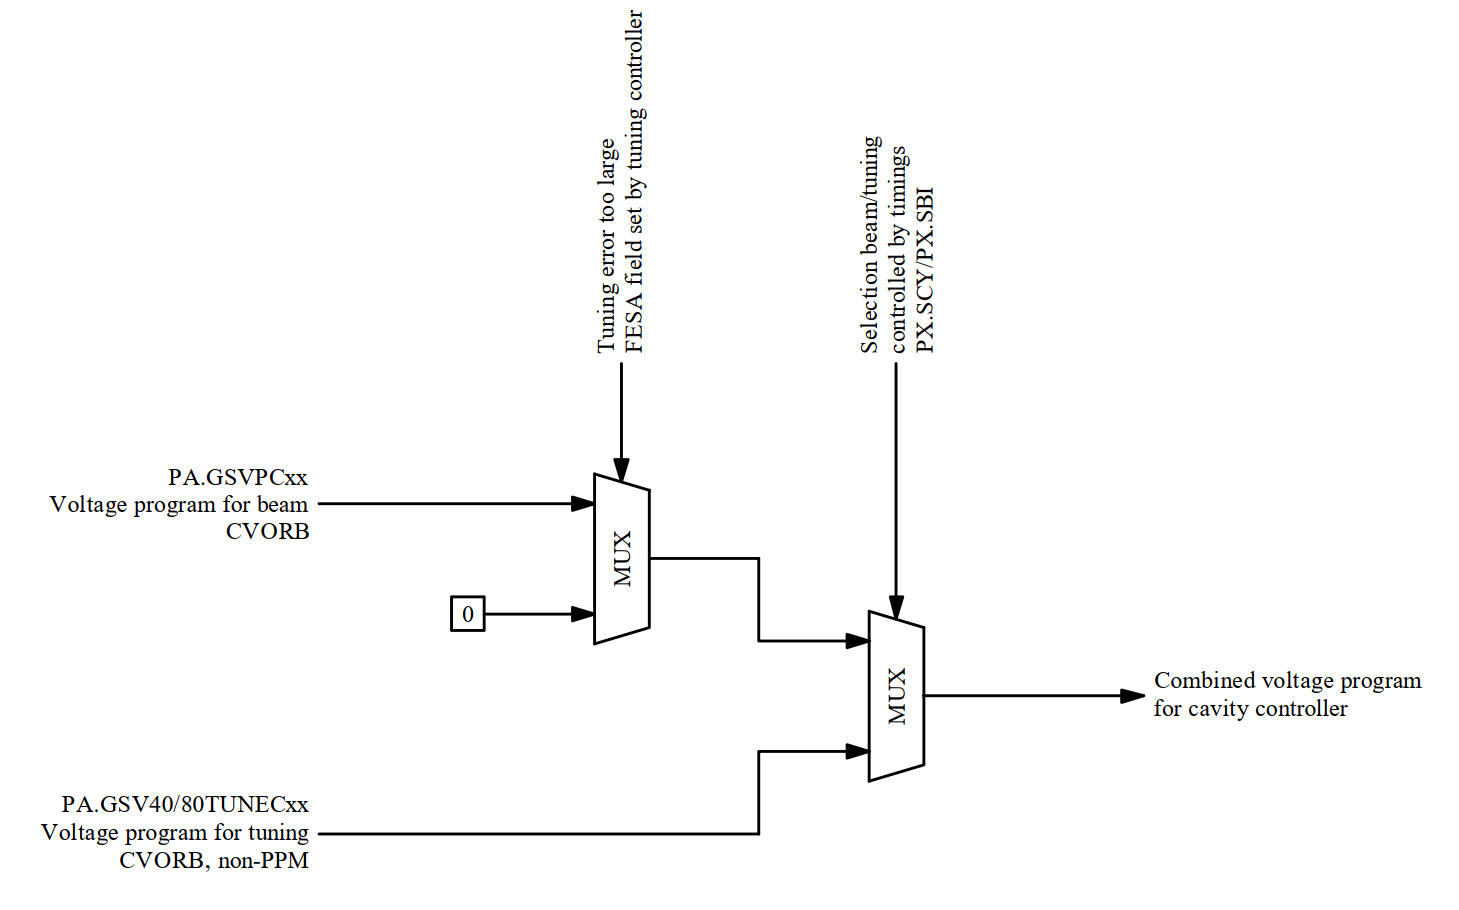 Tuning error too large
FESA field set by tuning controller
Selection beam/tuning
controlled by timings
PX.SCY/PX.SBI
PA.GSVPCxx
Voltage program for beam
CVORB
MUX
0
MUX
Combined voltage program
for cavity controller
PA.GSV40/80TUNECxx
Voltage program for tuning
CVORB, non-PPM